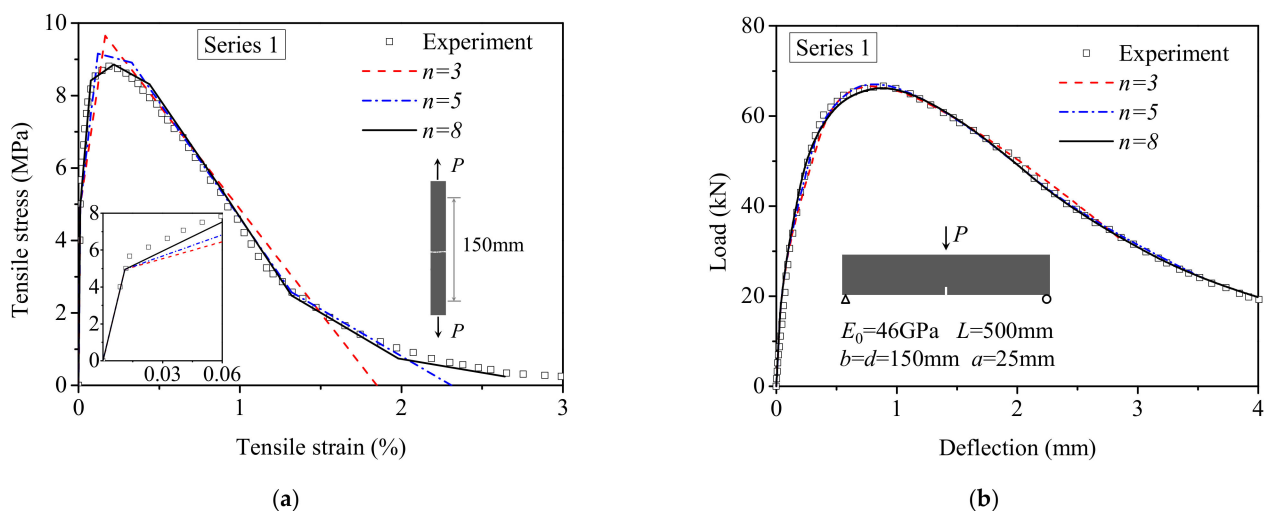 Series 1
Experiment
n=3
n=5
n=8
10
8
6
4
2
0
Tensile stress (MPa)
8
6
4
2
0
0.03
0.06
P
150mm
P
0
1
2
3
Tensile strain (%)
(a)
Series 1
Experiment
n=3
n=5
n=8
80
60
40
20
0
Load (kN)
P
E0=46GPa L=500mm
b=d=150mm a=25mm
0
1
2
3
4
Deflection (mm)
(b)